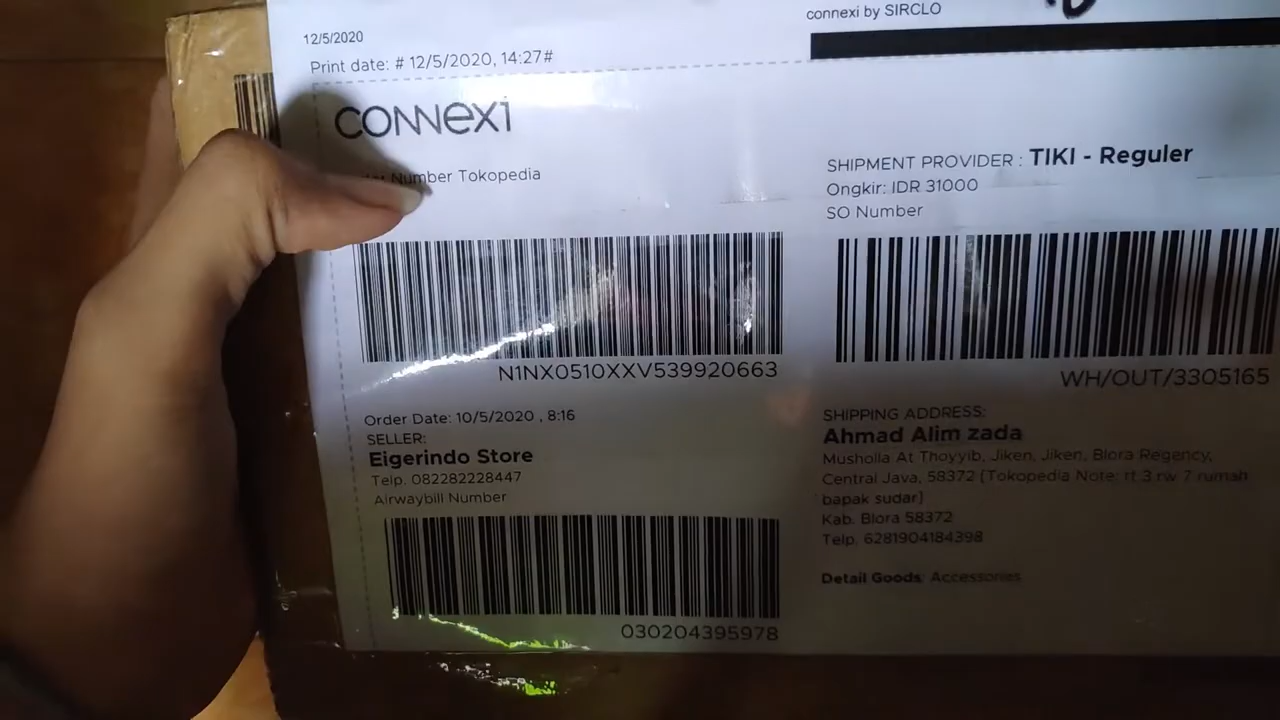 12/5/2020
connexi by SIRCLO
Print date: # 12/5/2020, 14:27#
connexi
Number Tokopedia
N1NX0510XXV539920663
Order Date: 10/5/2020 , 8:16
SELLER:
Eigerindo Store
Telp. 082282228447
Airwaybill Number
030204395978
SHIPMENT PROVIDER : TIKI - Reguler
Ongkir: IDR 31000
SO Number
WH/OUT/3305165
SHIPPING ADDRESS:
Ahmad Alim zada
Musholla At Thoyyib, Jiken, Jiken, Blora Regency,
Central Java, 58372 [Tokopedia Note: rt 3 rw 7 rumah
bapak sudar]
Kab. Blora 58372
Telp. 6281904184398
Detail Goods: Accessories